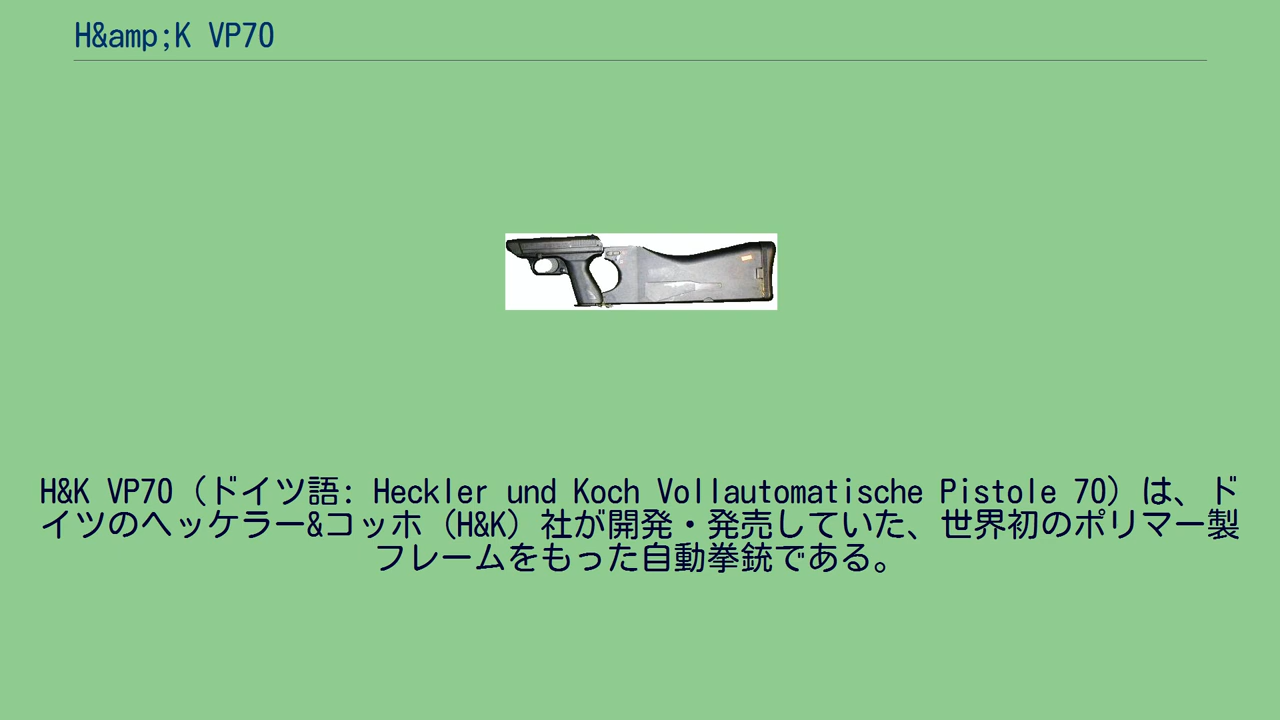 H&amp;K VP70
H&K VP70（ドイツ語: Heckler und Koch Vollautomatische Pistole 70）は、ド
イツのヘッケラー&コッホ（H&K）社が開発・発売していた、世界初のポリマー製
フレームをもった自動拳銃である。